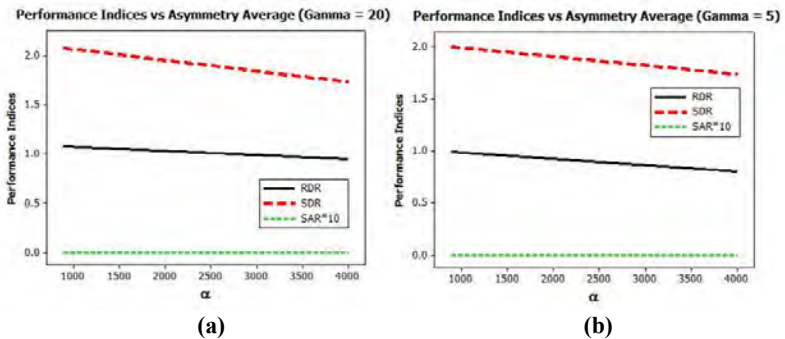 Performance Indices vs Asymmetry Average (Gamma = 20)
Performance Indices
2.0
1.5
1.0
0.5
0.0
RDR
SDR
SAR*10
1000 1500 2000 2500 3000 3500 4000
α
(a)
Performance Indices vs Asymmetry Average (Gamma = 5)
Performance Indices
2.0
1.5
1.0
0.5
0.0
RDR
SDR
SAR*10
1000 1500 2000 2500 3000 3500 4000
α
(b)